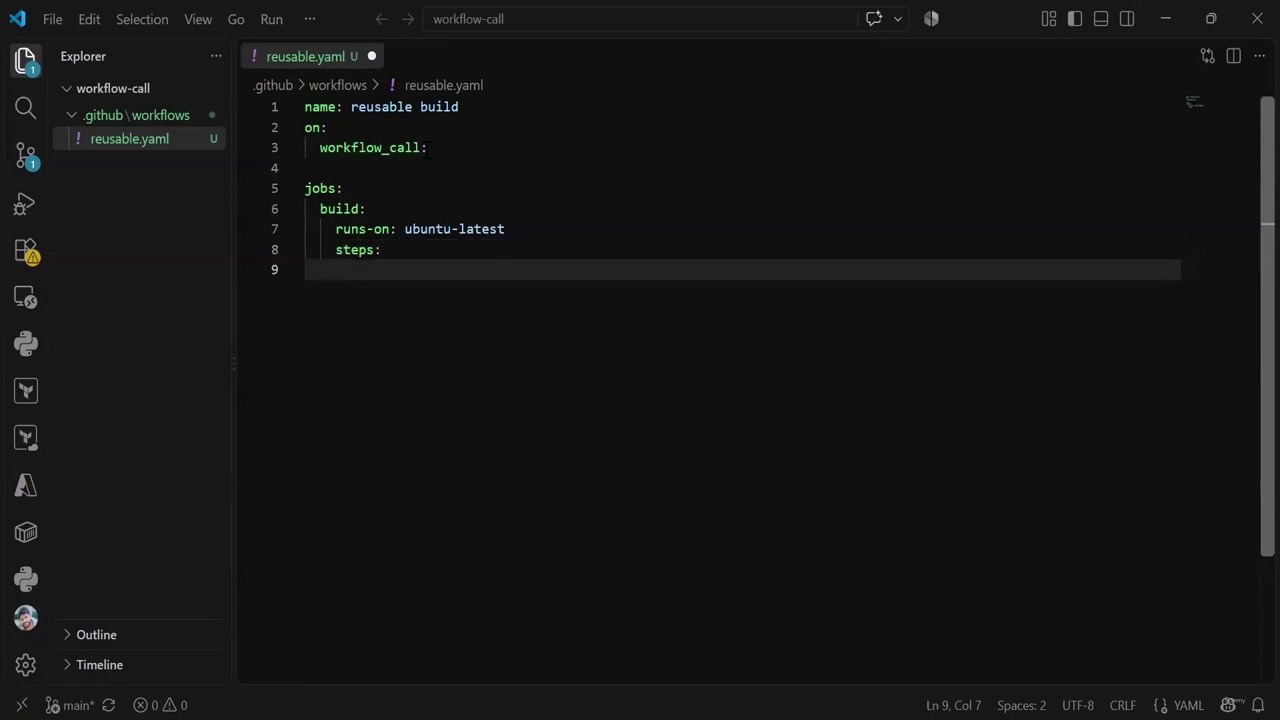 File Edit Selection View Go Run ···
workflow-call
Explorer ···
workflow-call
.github\workflows
! reusable.yaml U
1
1
! reusable.yaml U
.github > workflows > ! reusable.yaml
1 name: reusable build
2 on:
3 workflow_call:
4
5 jobs:
6 build:
7 runs-on: ubuntu-latest
8 steps:
9
Outline
Timeline
main* 0 0
Ln 9, Col 7 Spaces: 2 UTF-8 CRLF {} YAML